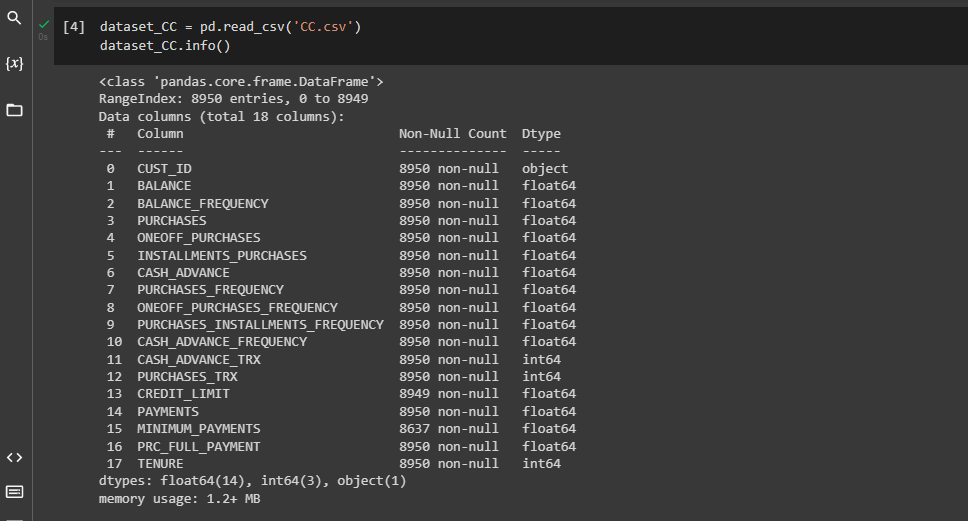 [4] dataset_CC = pd.read_csv('CC.csv')
0s
dataset_CC.info()
{x}
<class 'pandas.core.frame.DataFrame'>
RangeIndex: 8950 entries, 0 to 8949
Data columns (total 18 columns):
#   Column   Non-Null Count  Dtype
---  ------   --------------  -----
0   CUST_ID   8950 non-null   object
1   BALANCE   8950 non-null   float64
2   BALANCE_FREQUENCY   8950 non-null   float64
3   PURCHASES   8950 non-null   float64
4   ONEOFF_PURCHASES   8950 non-null   float64
5   INSTALLMENTS_PURCHASES   8950 non-null   float64
6   CASH_ADVANCE   8950 non-null   float64
7   PURCHASES_FREQUENCY   8950 non-null   float64
8   ONEOFF_PURCHASES_FREQUENCY   8950 non-null   float64
9   PURCHASES_INSTALLMENTS_FREQUENCY   8950 non-null   float64
10  CASH_ADVANCE_FREQUENCY   8950 non-null   float64
11  CASH_ADVANCE_TRX   8950 non-null   int64
12  PURCHASES_TRX   8950 non-null   int64
13  CREDIT_LIMIT   8949 non-null   float64
14  PAYMENTS   8950 non-null   float64
15  MINIMUM_PAYMENTS   8637 non-null   float64
16  PRC_FULL_PAYMENT   8950 non-null   float64
17  TENURE   8950 non-null   int64
dtypes: float64(14), int64(3), object(1)
memory usage: 1.2+ MB